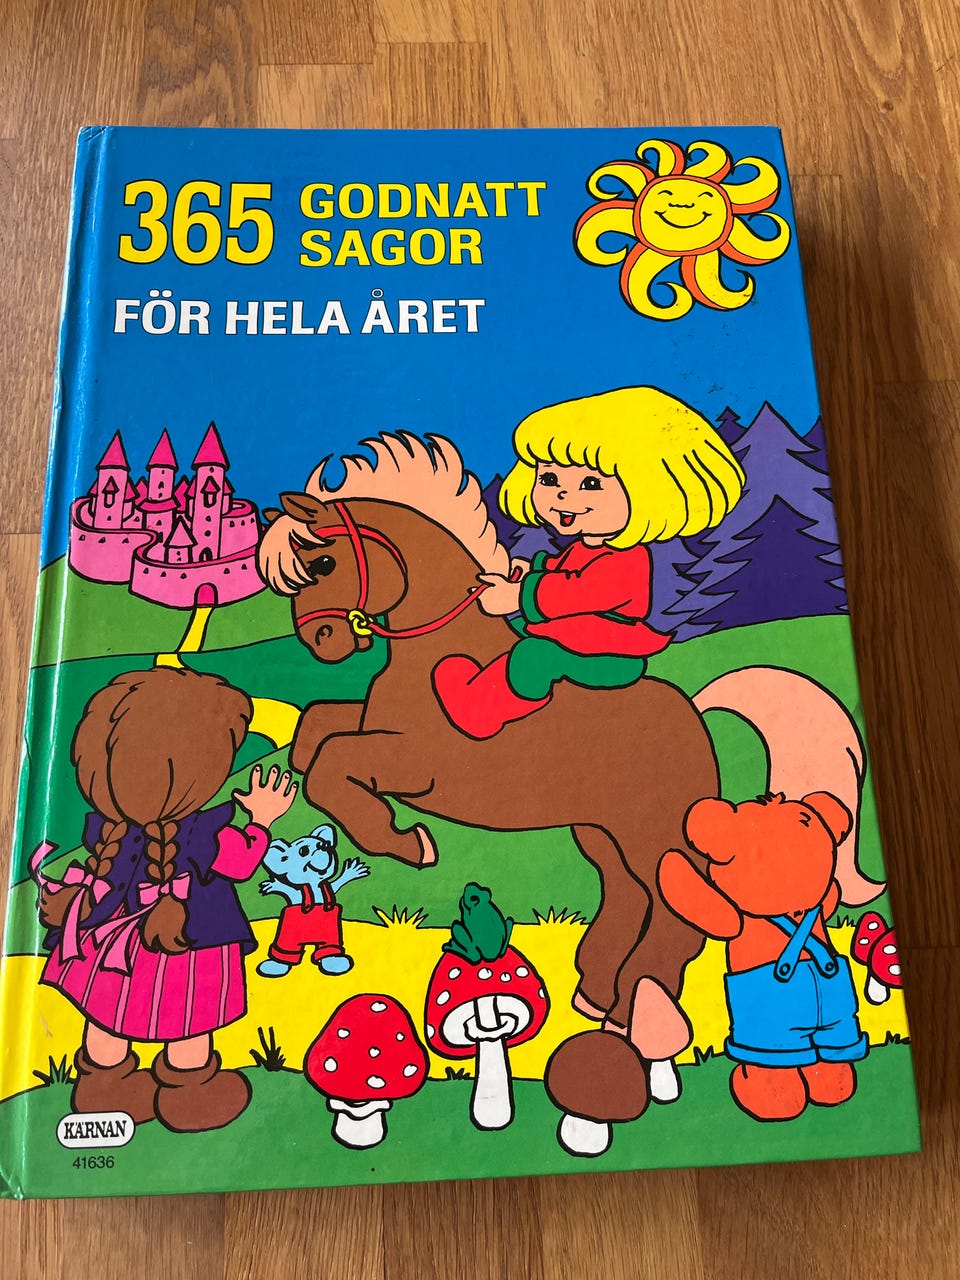 365 GODNATT
SAGOR
FÖR HELA ÅRET
KÄRNAN
41636